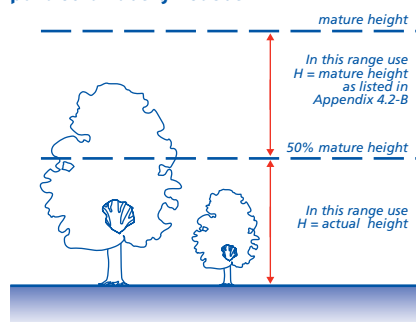 mature height
In this range use
H = mature height
as listed in
Appendix 4.2-B
50% mature height
In this range use
H = actual height